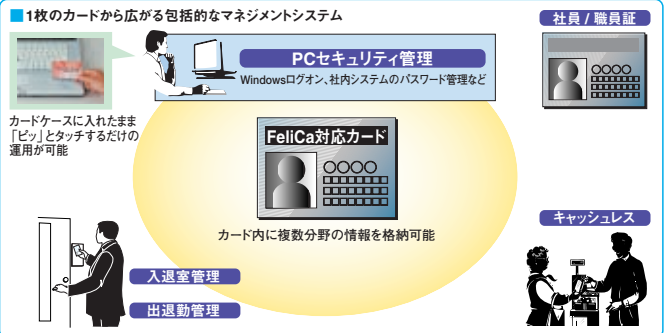 ■1枚のカードから広がる包括的なマネジメントシステム
社員 / 職員証
PCセキュリティ管理
Windowsログオン、社内システムのパスワード管理など
カードケースに入れたまま
「ピッ」とタッチするだけの
運用が可能
FeliCa対応カード
カード内に複数分野の情報を格納可能
キャッシュレス
入退室管理
出退勤管理